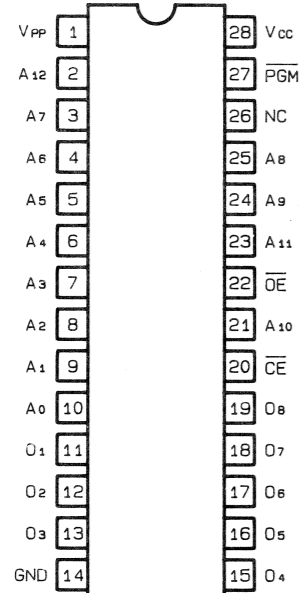 VPP 1 28 VCC
A12 2 27 PGM
A7 3 26 NC
A6 4 25 A8
A5 5 24 A9
A4 6 23 A11
A3 7 22 OE
A2 8 21 A10
A1 9 20 CE
A0 10 19 O8
O1 11 18 O7
O2 12 17 O6
O3 13 16 O5
GND 14 15 O4